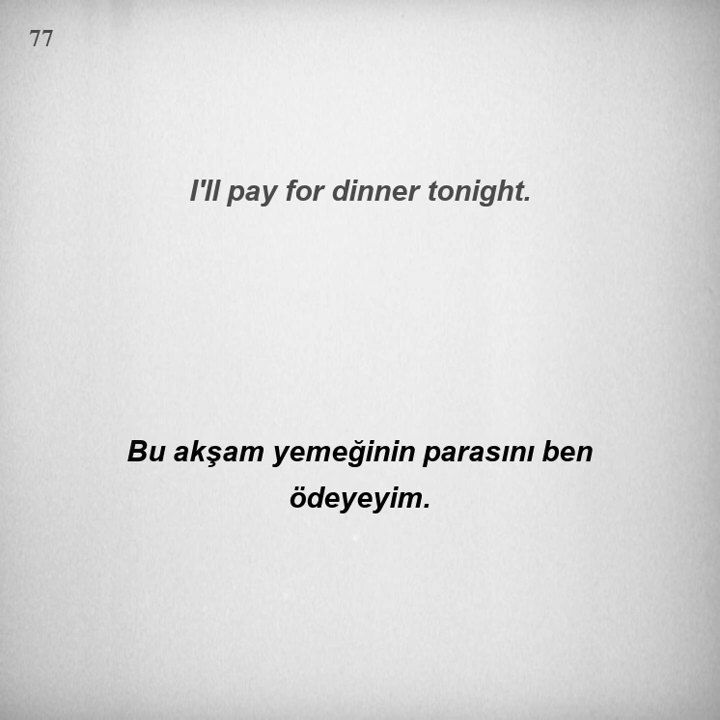 77
I'll pay for dinner tonight.
Bu akşam yemeğinin parasını ben
ödeyeyim.